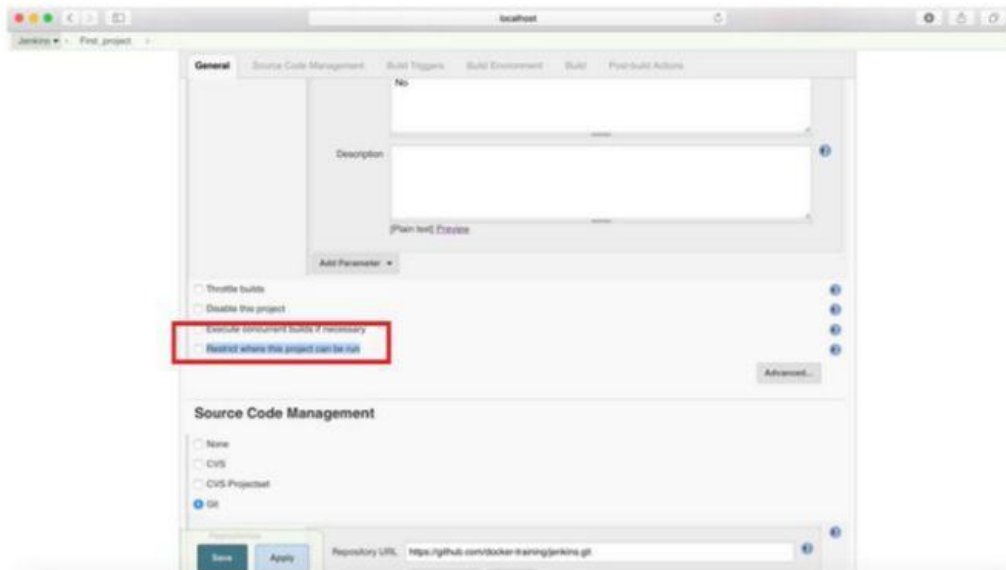 localhost
Jenkins
First_project
General Source Code Management Build Triggers Build Environment Build Post-build Actions
No
Description
[Plain text] Preview
Add Parameter
Throttle builds
Disable this project
Execute concurrent builds if necessary
Restrict where this project can be run
Advanced...
Source Code Management
None
CVS
CVS Projectset
Git
Repositories
Repository URL https://github.com/docker-training/jenkins.git
Save Apply